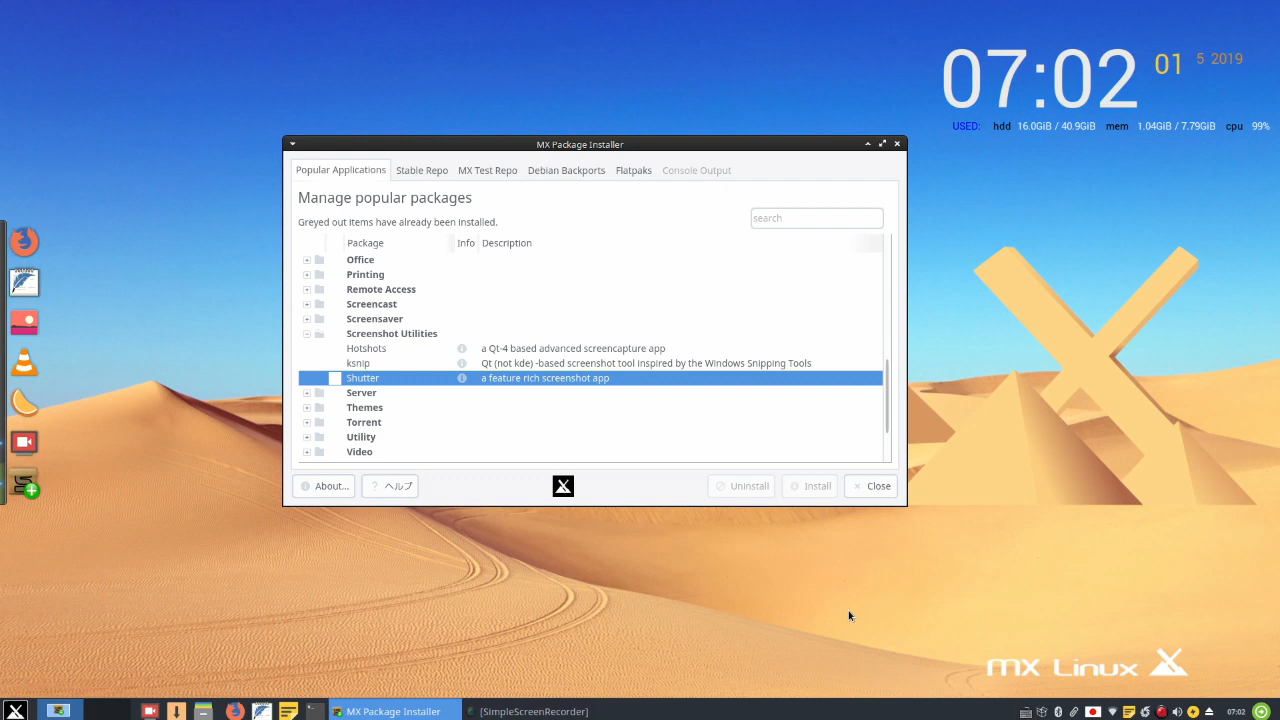 07:02 01 5 2019
USED: hdd 16.0GiB / 40.9GiB mem 1.04GiB / 7.79GiB cpu 99%
MX Package Installer
Popular Applications Stable Repo MX Test Repo Debian Backports Flatpaks Console Output
Manage popular packages
Greyed out items have already been installed.
search
Package Info Description
Office
Printing
Remote Access
Screencast
Screensaver
Screenshot Utilities
Hotshots a Qt-4 based advanced screencapture app
ksnip Qt (not kde) -based screenshot tool inspired by the Windows Snipping Tools
Shutter a feature rich screenshot app
Server
Themes
Torrent
Utility
Video
About... ? ヘルプ Uninstall Install Close
MX Linux
MX Package Installer [SimpleScreenRecorder] 07:02